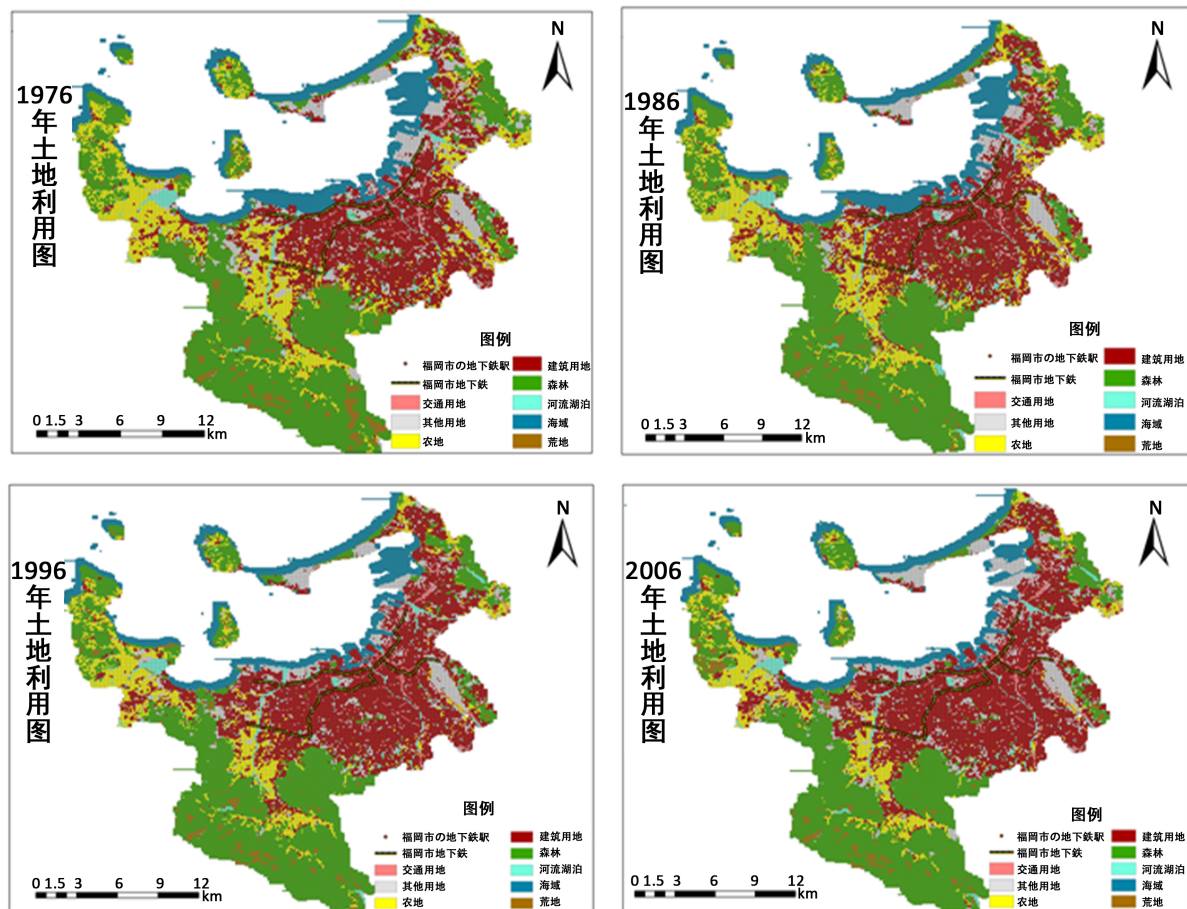 1976
年土地利用图
N
图例
福岡市の地下鉄駅
建筑用地
福岡市地下鉄
森林
交通用地
河流湖泊
其他用地
海域
农地
荒地
0 1.5 3 6 9 12
km
1986
年土地利用图
N
图例
福岡市の地下鉄駅
建筑用地
福岡市地下鉄
森林
交通用地
河流湖泊
其他用地
海域
农地
荒地
0 1.5 3 6 9 12
km
1996
年土地利用图
N
图例
福岡市の地下鉄駅
建筑用地
福岡市地下鉄
森林
交通用地
河流湖泊
其他用地
海域
农地
荒地
0 1.5 3 6 9 12
km
2006
年土地利用图
N
图例
福岡市の地下鉄駅
建筑用地
福岡市地下鉄
森林
交通用地
河流湖泊
其他用地
海域
农地
荒地
0 1.5 3 6 9 12
km